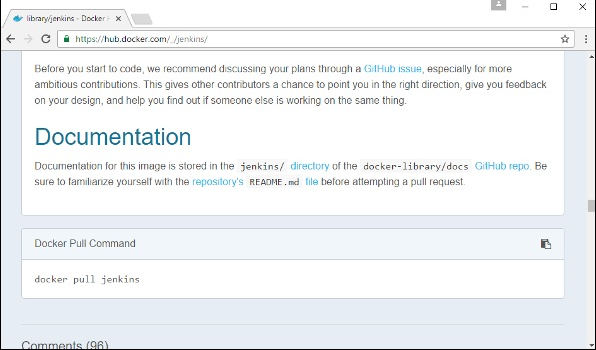 library/jenkins - Docker
https://hub.docker.com/_/jenkins/
Before you start to code, we recommend discussing your plans through a GitHub issue, especially for more
ambitious contributions. This gives other contributors a chance to point you in the right direction, give you feedback
on your design, and help you find out if someone else is working on the same thing.
Documentation
Documentation for this image is stored in the jenkins/ directory of the docker-library/docs GitHub repo. Be
sure to familiarize yourself with the repository's README.md file before attempting a pull request.
Docker Pull Command
docker pull jenkins
Comments (96)